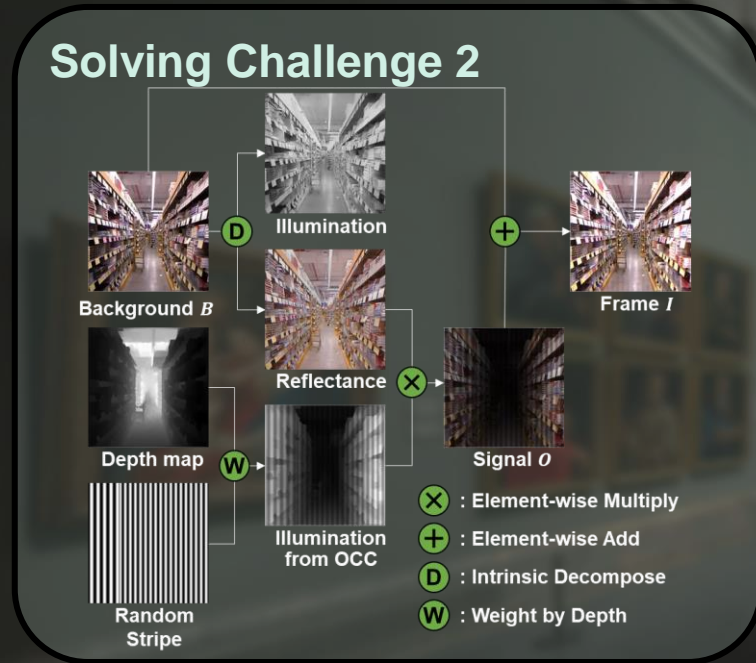 Solving Challenge 2
Illumination
D
+
Background B
Frame I
Reflectance
×
Depth map
W
Signal O
Illumination
from OCC
Random
Stripe
× : Element-wise Multiply
+ : Element-wise Add
D : Intrinsic Decompose
W : Weight by Depth